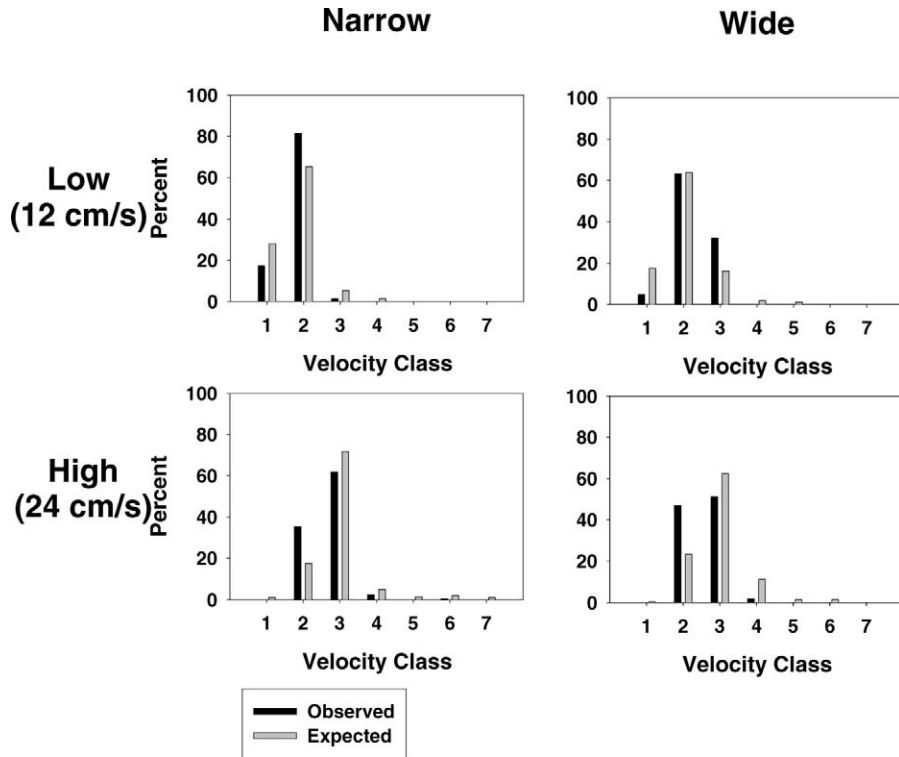 Narrow
Wide
Low
(12 cm/s)
Percent
100
80
60
40
20
0
1 2 3 4 5 6 7
Velocity Class
100
80
60
40
20
0
1 2 3 4 5 6 7
Velocity Class
High
(24 cm/s)
Percent
100
80
60
40
20
0
1 2 3 4 5 6 7
Velocity Class
100
80
60
40
20
0
1 2 3 4 5 6 7
Velocity Class
Observed
Expected